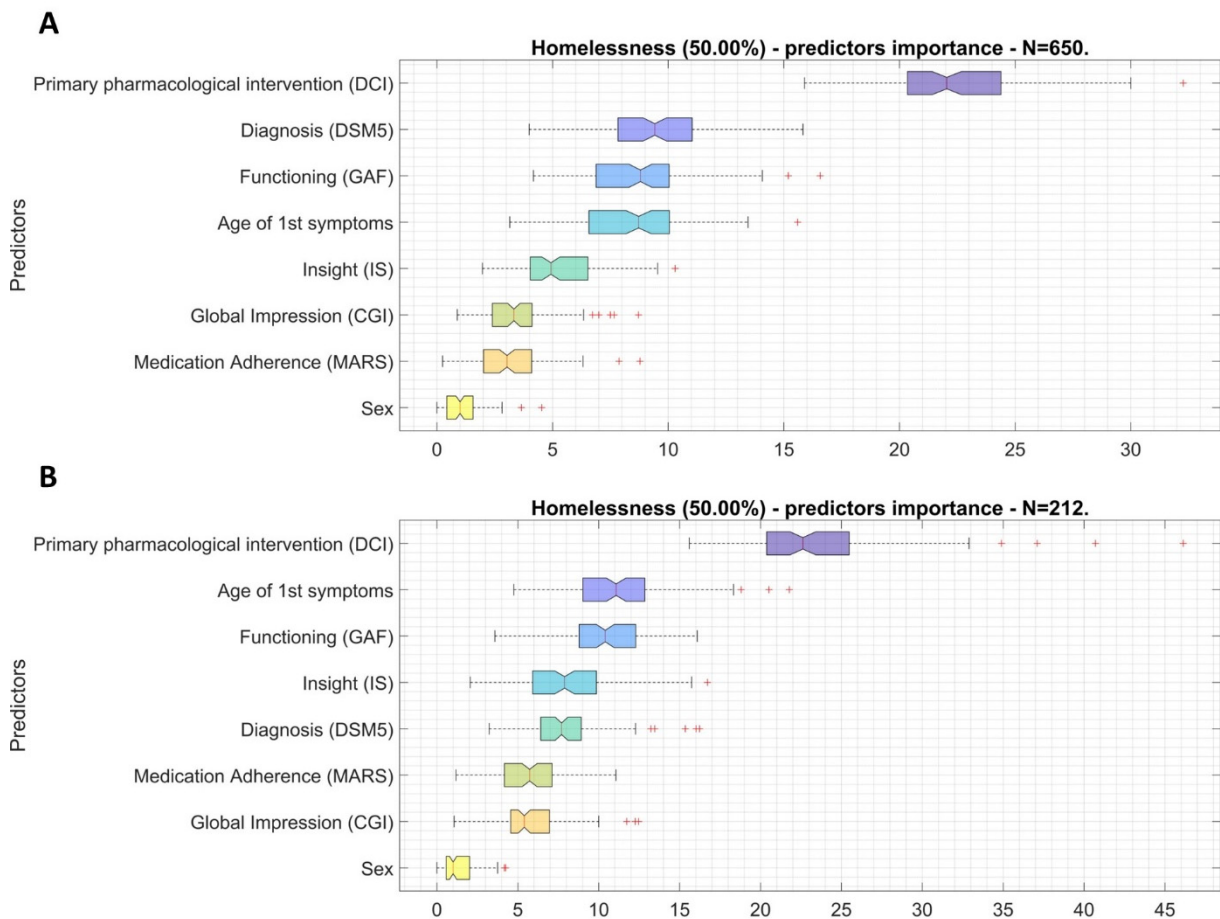 A
Homelessness (50.00%) - predictors importance - N=650.
Primary pharmacological intervention (DCI)
Diagnosis (DSM5)
Functioning (GAF)
Age of 1st symptoms
Insight (IS)
Global Impression (CGI)
Medication Adherence (MARS)
Sex
Predictors
0 5 10 15 20 25 30
B
Homelessness (50.00%) - predictors importance - N=212.
Primary pharmacological intervention (DCI)
Age of 1st symptoms
Functioning (GAF)
Insight (IS)
Diagnosis (DSM5)
Medication Adherence (MARS)
Global Impression (CGI)
Sex
Predictors
0 5 10 15 20 25 30 35 40 45